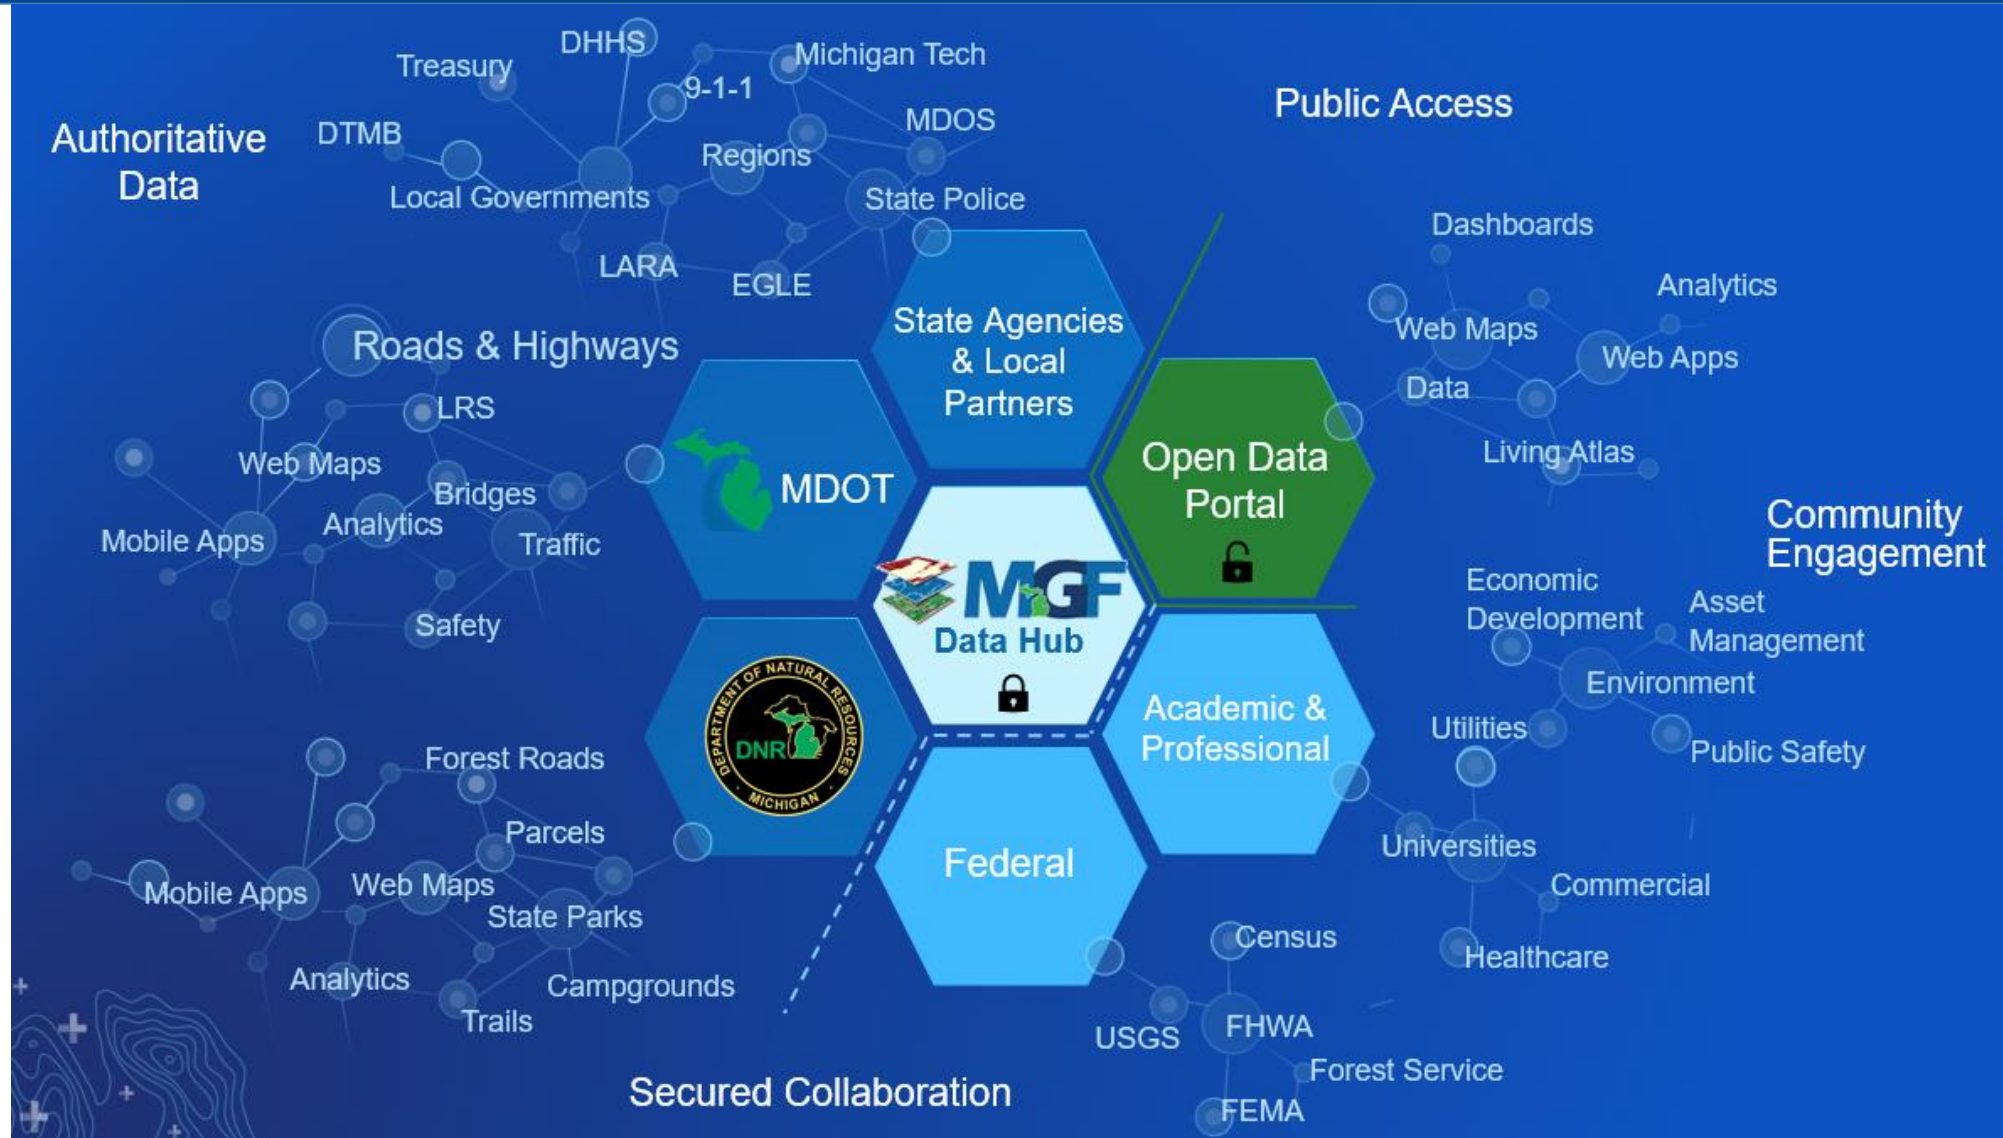 DHHS
Michigan Tech
Treasury
9-1-1
Public Access
Authoritative
Data
DTMB
MDOS
Regions
Local Governments
State Police
LARA
EGLE
Dashboards
Analytics
Web Maps
Web Apps
Data
Living Atlas
State Agencies
& Local
Partners
Roads & Highways
LRS
Web Maps
Bridges
Analytics
Mobile Apps
Traffic
Safety
MDOT
Open Data
Portal
Community
Engagement
MGF
Data Hub
Economic
Development
Asset
Management
Environment
Utilities
Public Safety
DEPARTMENT OF NATURAL RESOURCES
DNR
MICHIGAN
Academic &
Professional
Forest Roads
Parcels
Mobile Apps
Web Maps
State Parks
Analytics
Campgrounds
Trails
Federal
Universities
Commercial
Healthcare
Census
USGS
FHWA
Forest Service
FEMA
Secured Collaboration